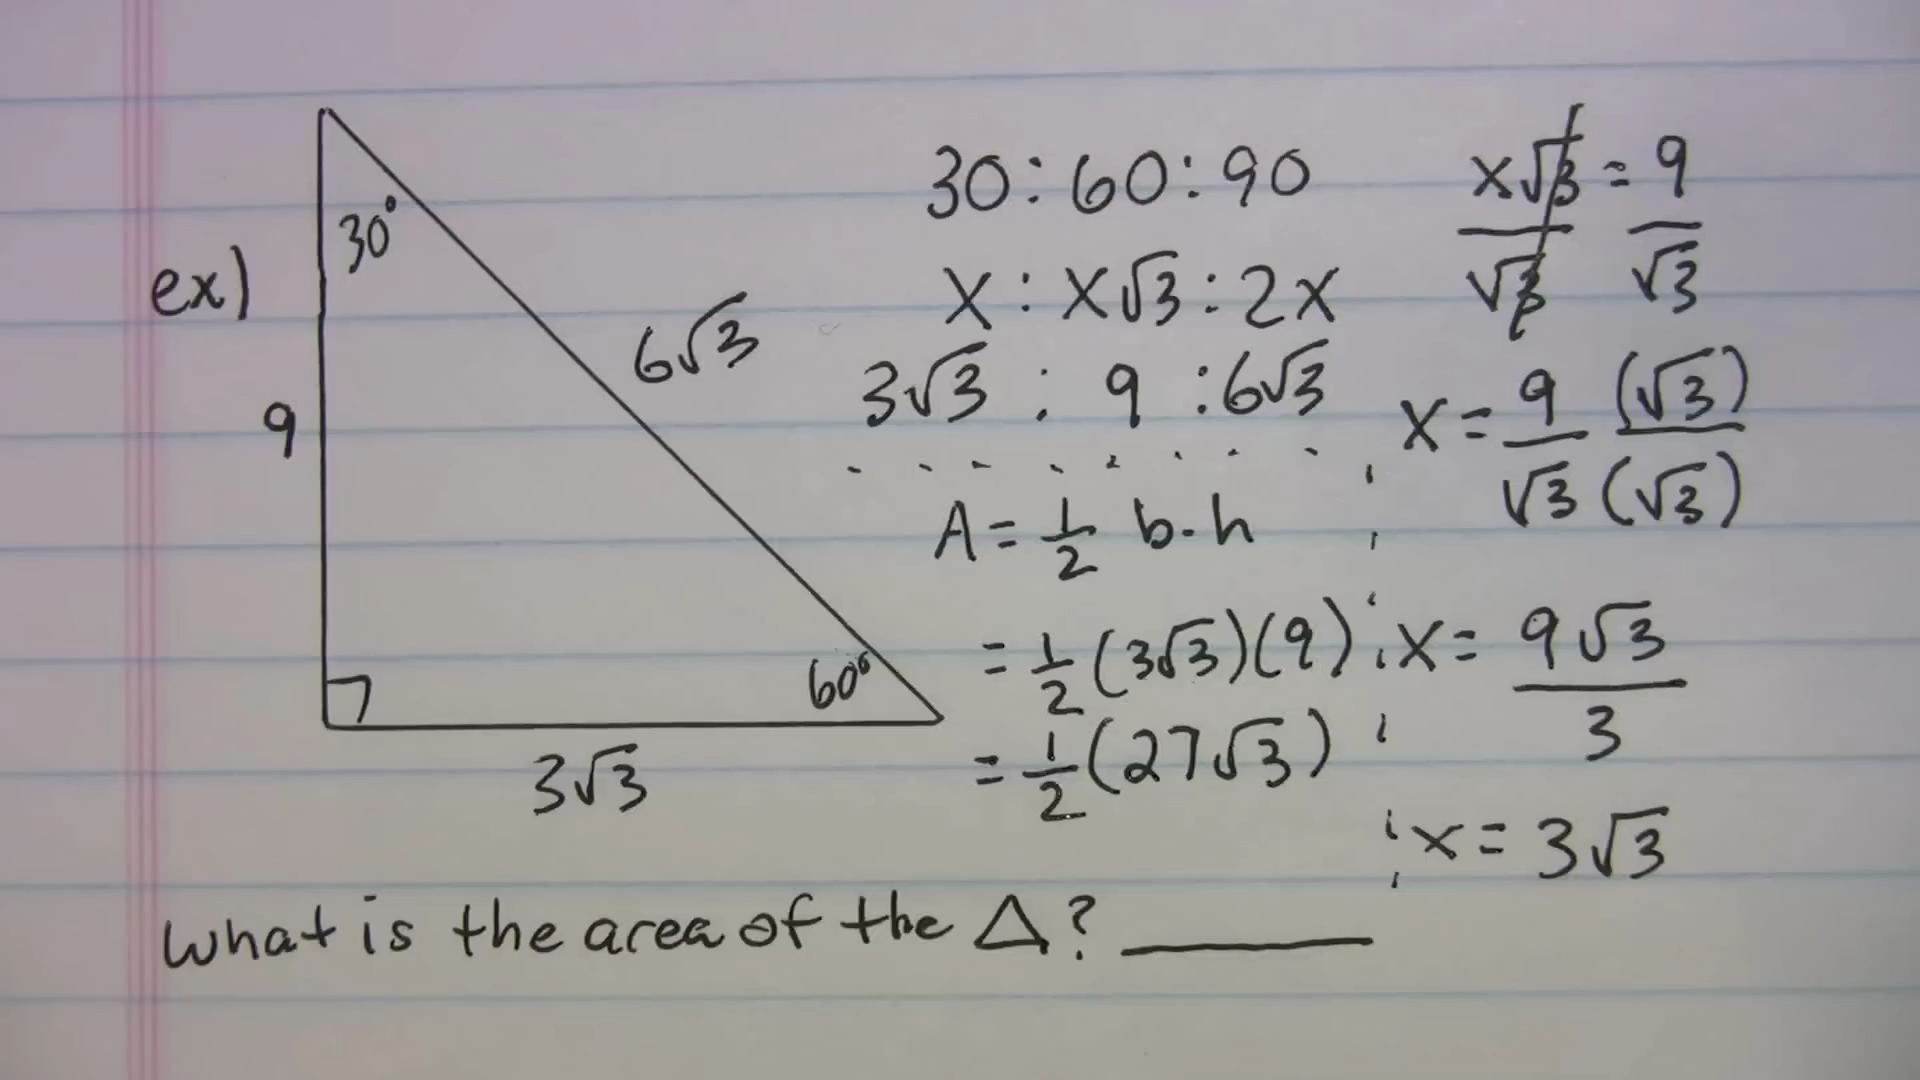 ex)
30°
9
6√3
60°
3√3
30:60:90
x : x√3 : 2x
3√3 : 9 : 6√3
A = 1/2 b·h
= 1/2 (3√3)(9)
= 1/2 (27√3)
x√3/√3 = 9/√3
x = 9/√3 (√3)/(√3)
x = 9√3/3
x = 3√3
What is the area of the △? ______